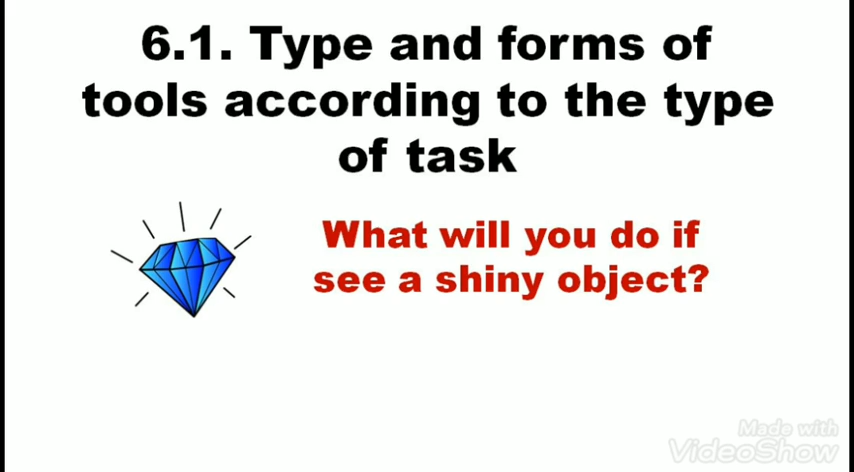 6.1. Type and forms of
tools according to the type
of task
What will you do if
see a shiny object?
Made with
VideoShow